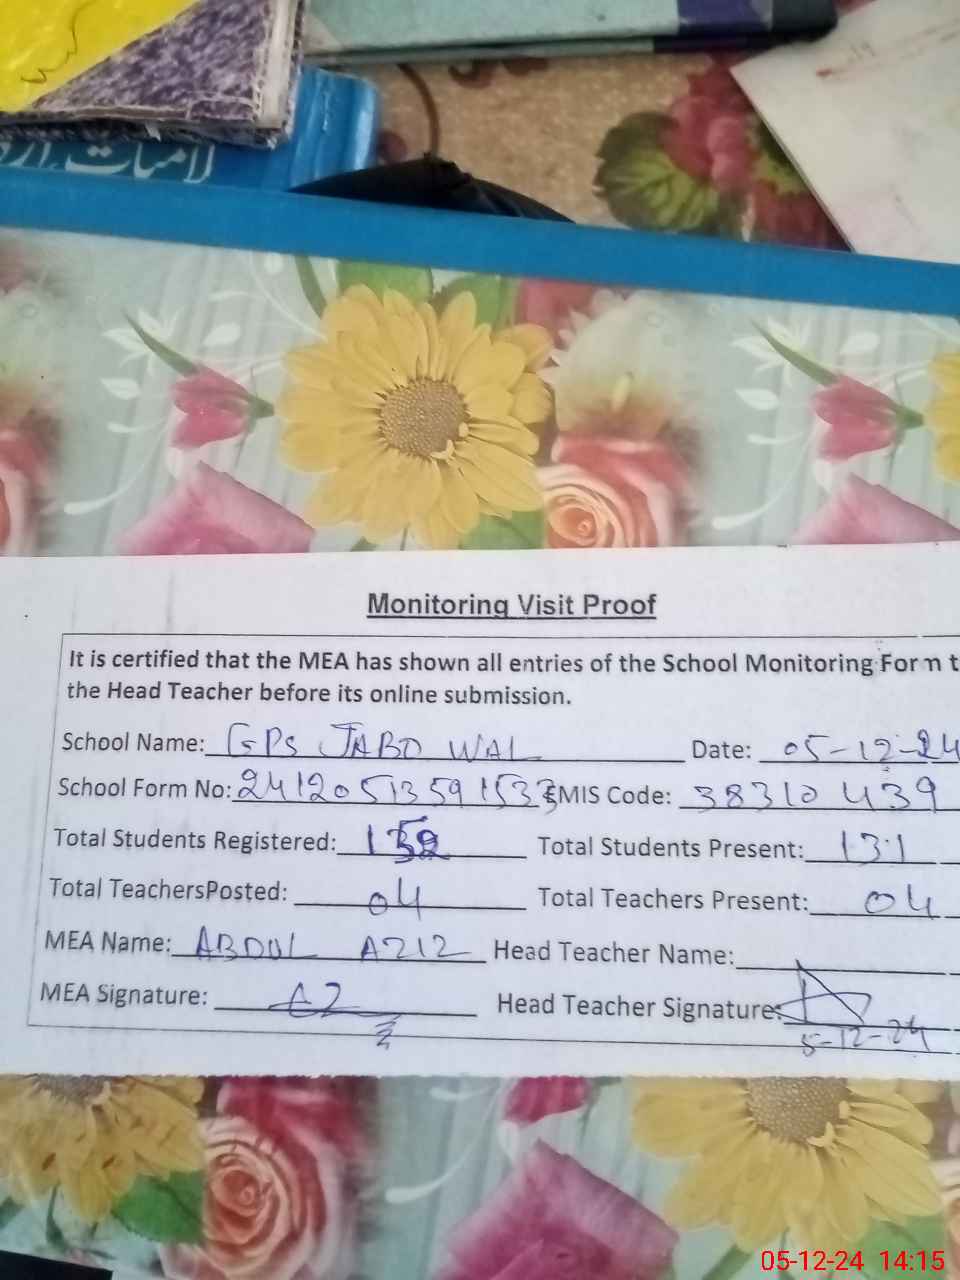 لامیات
Monitoring Visit Proof
It is certified that the MEA has shown all entries of the School Monitoring Form t
the Head Teacher before its online submission.
School Name: GPS JABO WAL Date: 05-12-24
School Form No: EMIS Code: 38310439
Total Students Registered: Total Students Present: 131
Total TeachersPosted: 04 Total Teachers Present: 04
MEA Name: ABDUL AZIZ Head Teacher Name:
MEA Signature: AZ Head Teacher Signature:
5-12-24
05-12-24 14:15